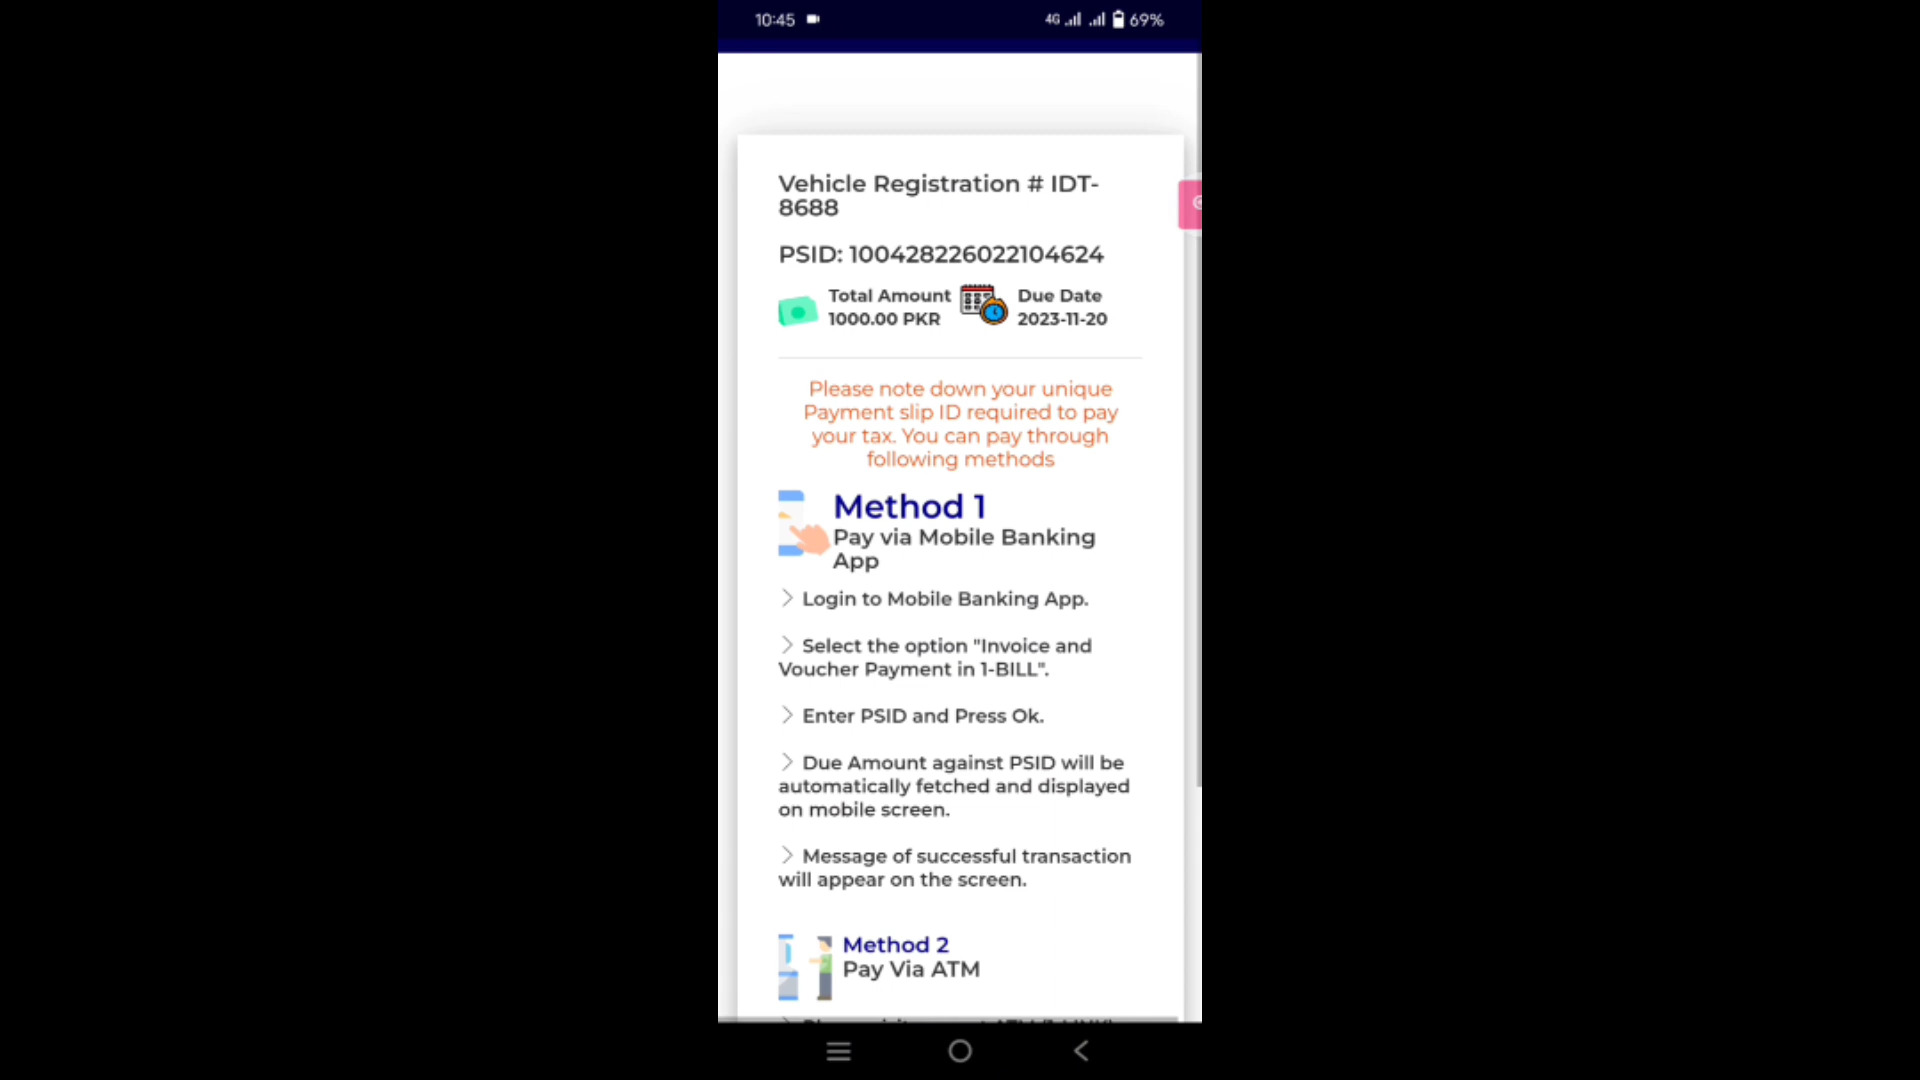 10:45 4G 69%
Vehicle Registration # IDT-
8688
PSID: 100428226022104624
Total Amount Due Date
1000.00 PKR 2023-11-20
Please note down your unique
Payment slip ID required to pay
your tax. You can pay through
following methods
Method 1
Pay via Mobile Banking
App
Login to Mobile Banking App.
Select the option "Invoice and
Voucher Payment in 1-BILL".
Enter PSID and Press Ok.
Due Amount against PSID will be
automatically fetched and displayed
on mobile screen.
Message of successful transaction
will appear on the screen.
Method 2
Pay Via ATM